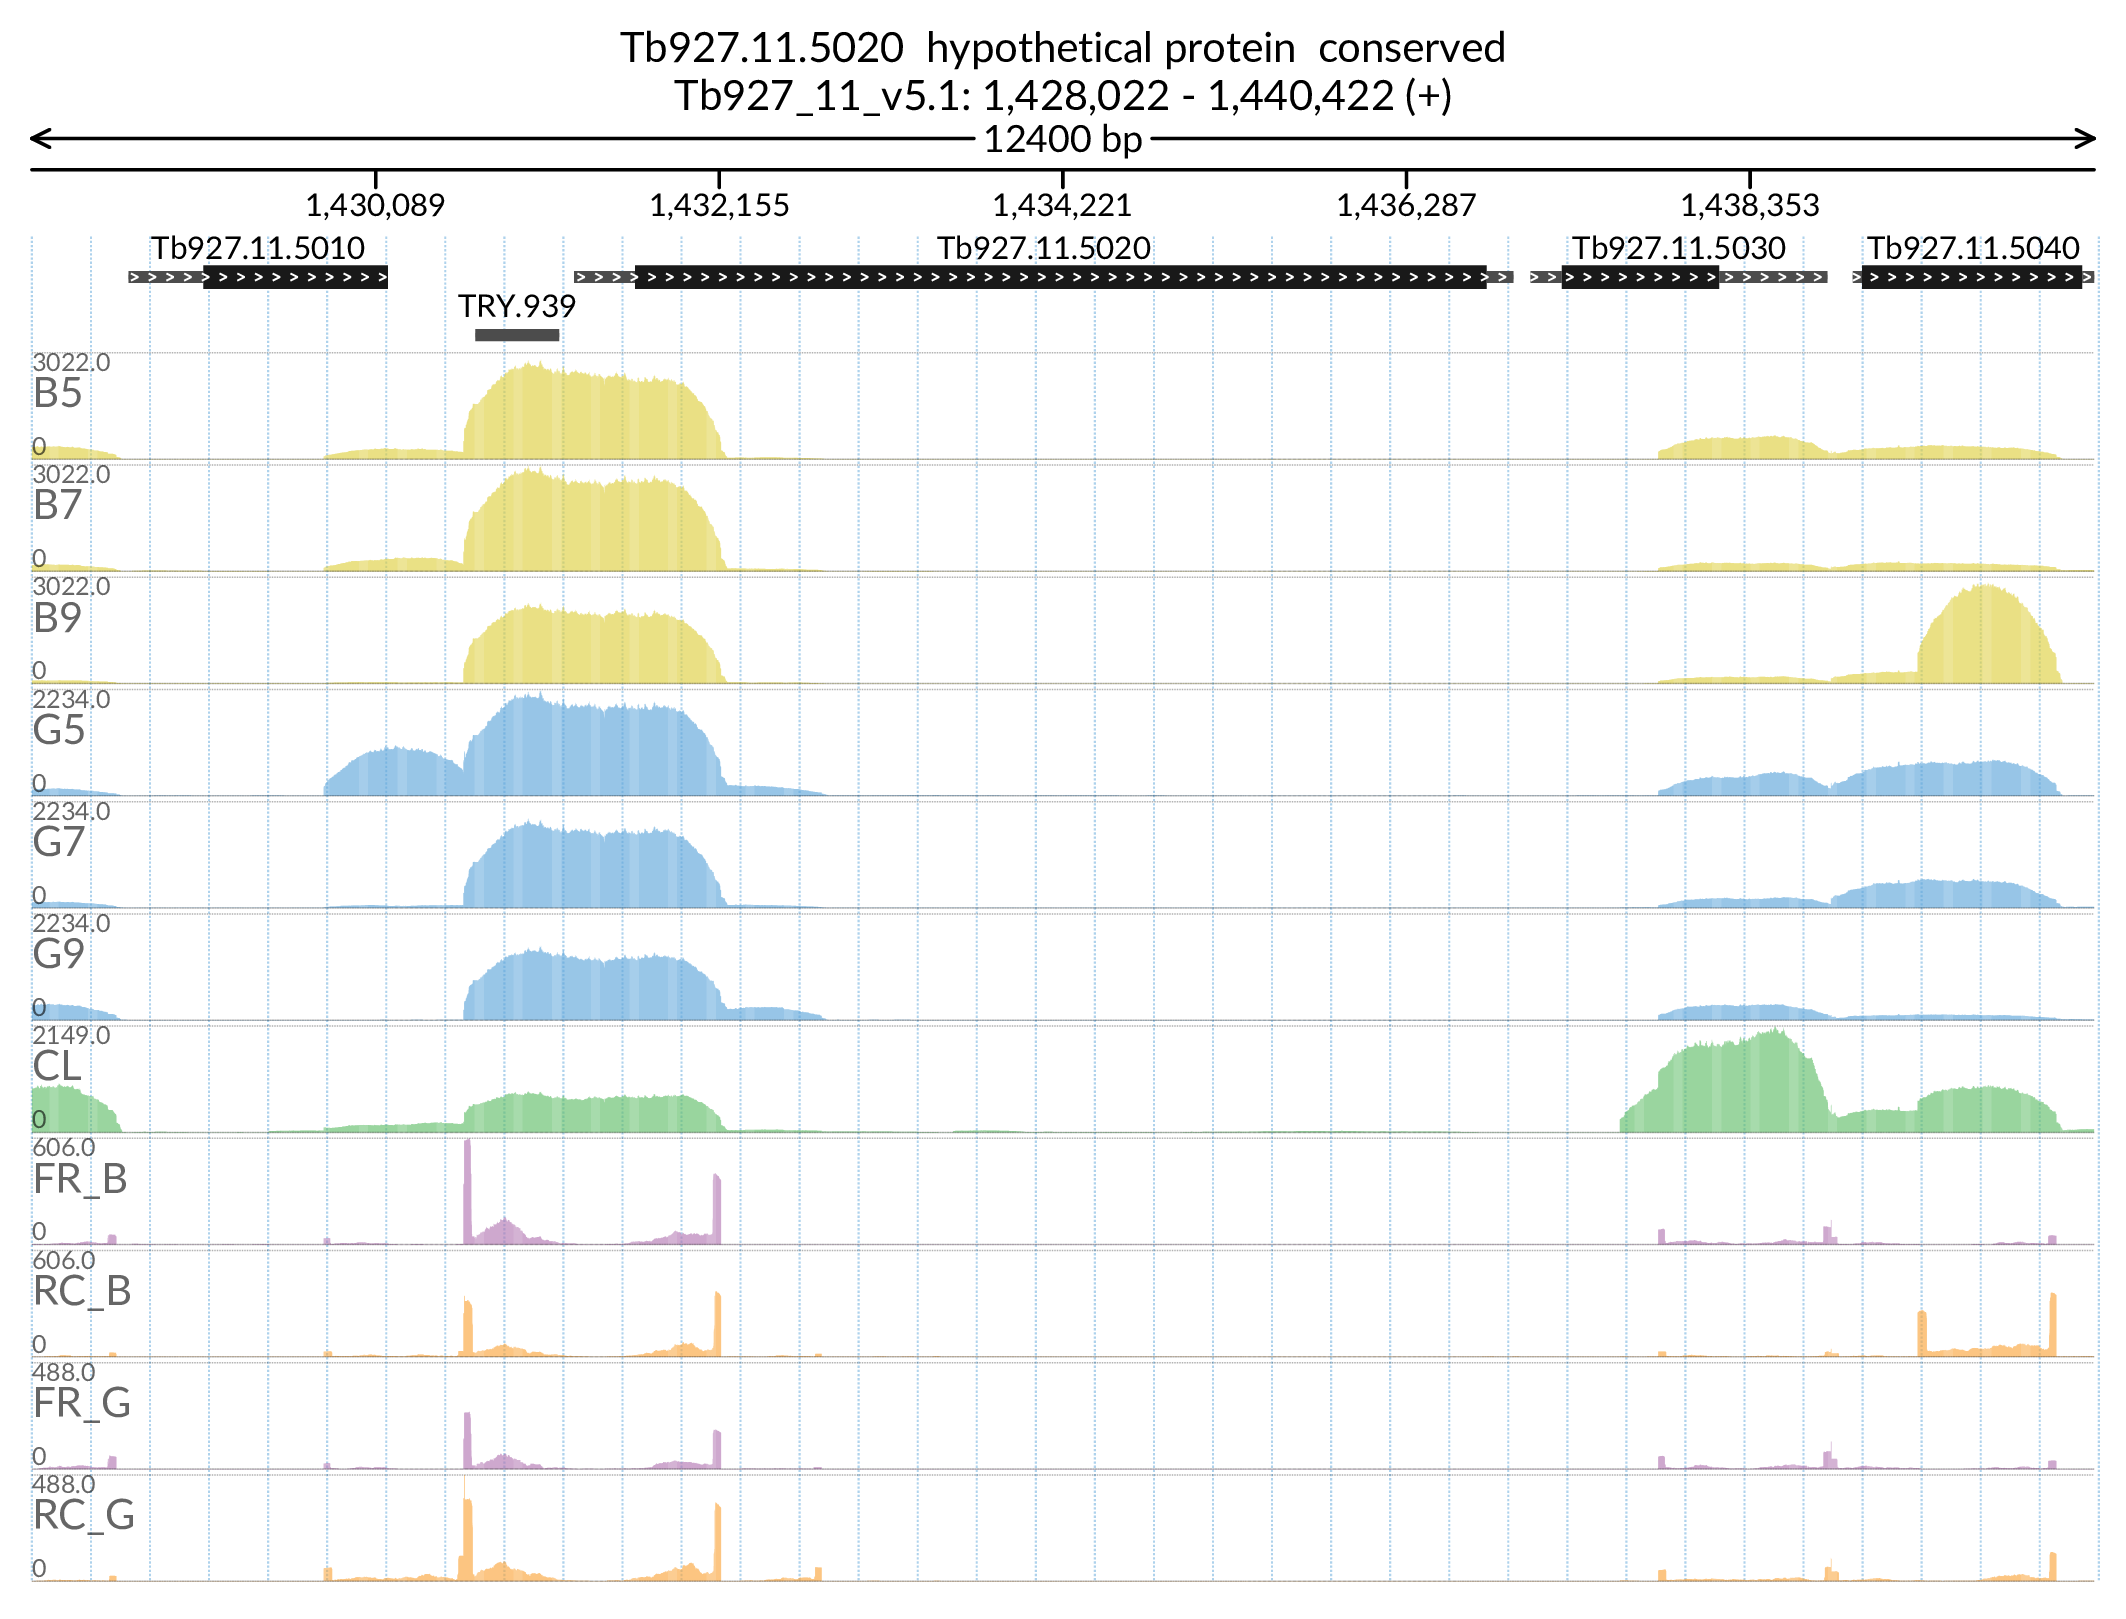 Tb927.11.5020 hypothetical protein conserved
Tb927_11_v5.1: 1,428,022 - 1,440,422 (+)
12400 bp
1,430,089 1,432,155 1,434,221 1,436,287 1,438,353
Tb927.11.5010 Tb927.11.5020 Tb927.11.5030 Tb927.11.5040
TRY.939
3022.0
B5
0
3022.0
B7
0
3022.0
B9
0
2234.0
G5
0
2234.0
G7
0
2234.0
G9
0
2149.0
CL
0
606.0
FR_B
0
606.0
RC_B
0
488.0
FR_G
0
488.0
RC_G
0